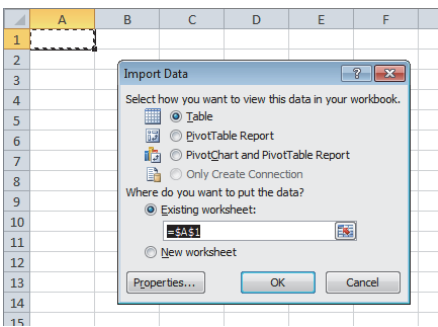 A B C D E F
1
2
3
4
5
6
7
8
9
10
11
12
13
14
15
Import Data
Select how you want to view this data in your workbook.
Table
PivotTable Report
PivotChart and PivotTable Report
Only Create Connection
Where do you want to put the data?
Existing worksheet:
=$A$1
New worksheet
Properties... OK Cancel